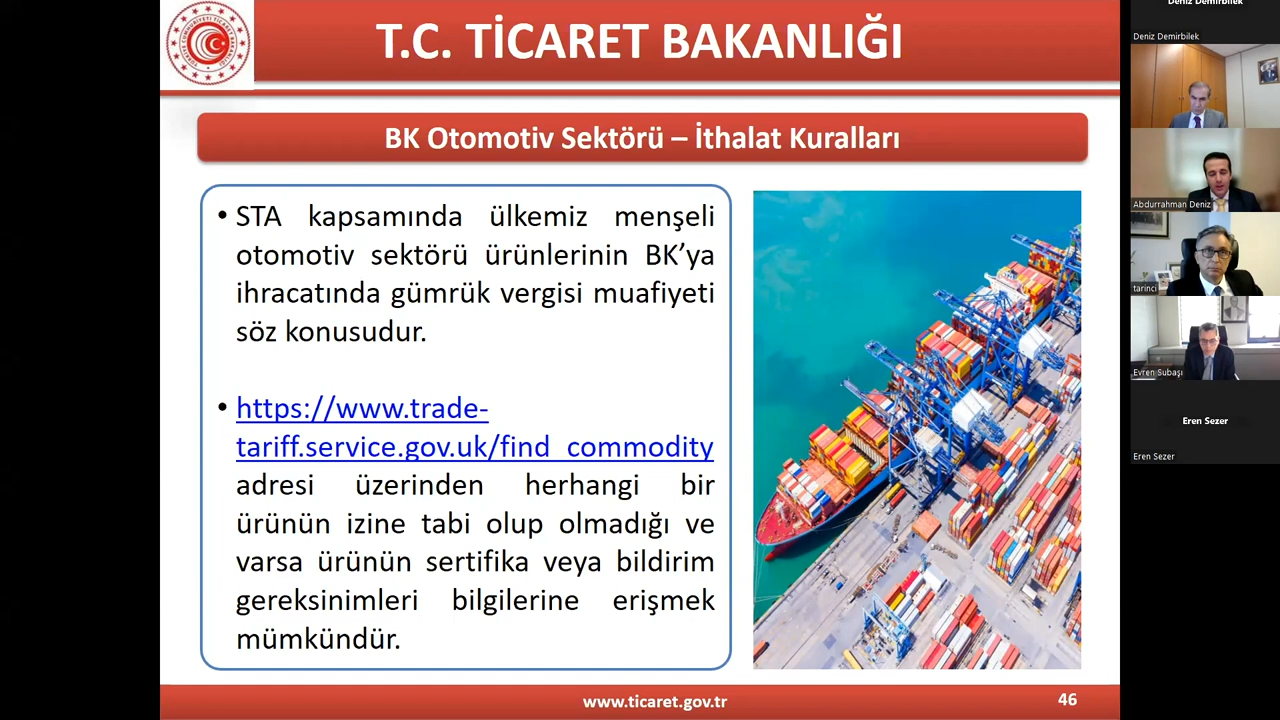 T.C. TİCARET BAKANLIĞI
BK Otomotiv Sektörü – İthalat Kuralları
• STA kapsamında ülkemiz menşeli
otomotiv sektörü ürünlerinin BK’ya
ihracatında gümrük vergisi muafiyeti
söz konusudur.
• https://www.trade-
tariff.service.gov.uk/find_commodity
adresi üzerinden herhangi bir
ürünün izine tabi olup olmadığı ve
varsa ürünün sertifika veya bildirim
gereksinimleri bilgilerine erişmek
mümkündür.
www.ticaret.gov.tr
46
Deniz Demirbilek
Deniz Demirbilek
Abdurrahman Deniz
tarinci
Evren Subaşı
Eren Sezer
Eren Sezer